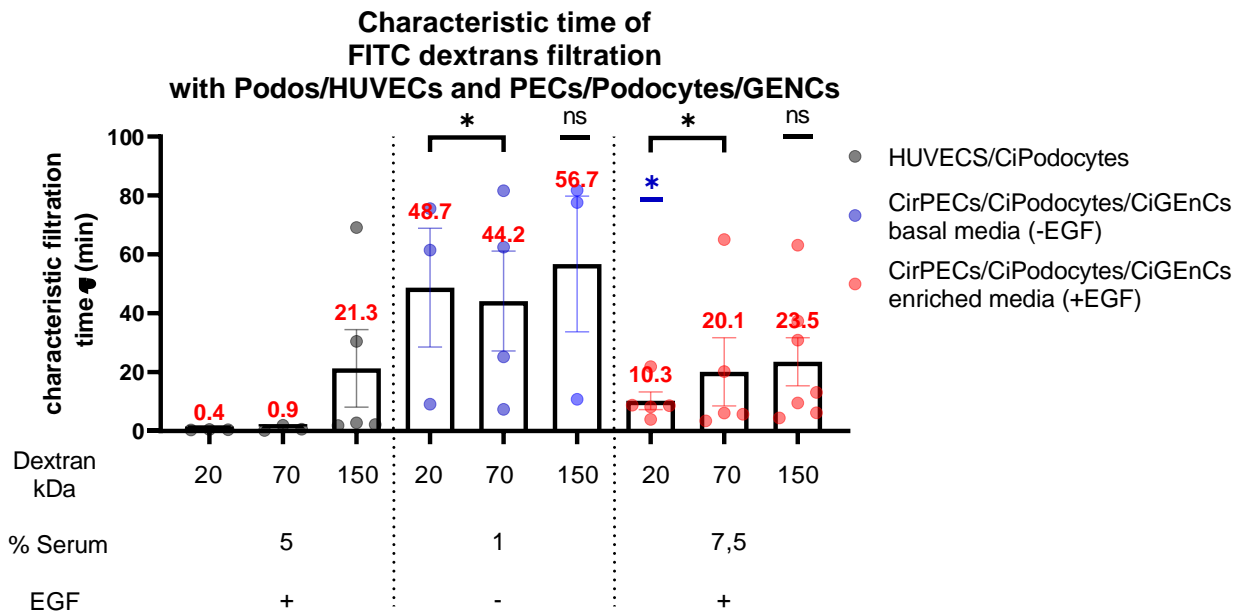 Characteristic time of
FITC dextrans filtration
with Podos/HUVECs and PECs/Podocytes/GENCs
characteristic filtration
time (min)
100
80
60
40
20
0
0.4
0.9
21.3
*
48.7
44.2
ns
56.7
*
*
10.3
20.1
ns
23.5
HUVECS/CiPodocytes
CirPECs/CiPodocytes/CiGEnCs
basal media (-EGF)
CirPECs/CiPodocytes/CiGEnCs
enriched media (+EGF)
Dextran
kDa
20 70 150 20 70 150 20 70 150
% Serum 5 1 7,5
EGF + - +